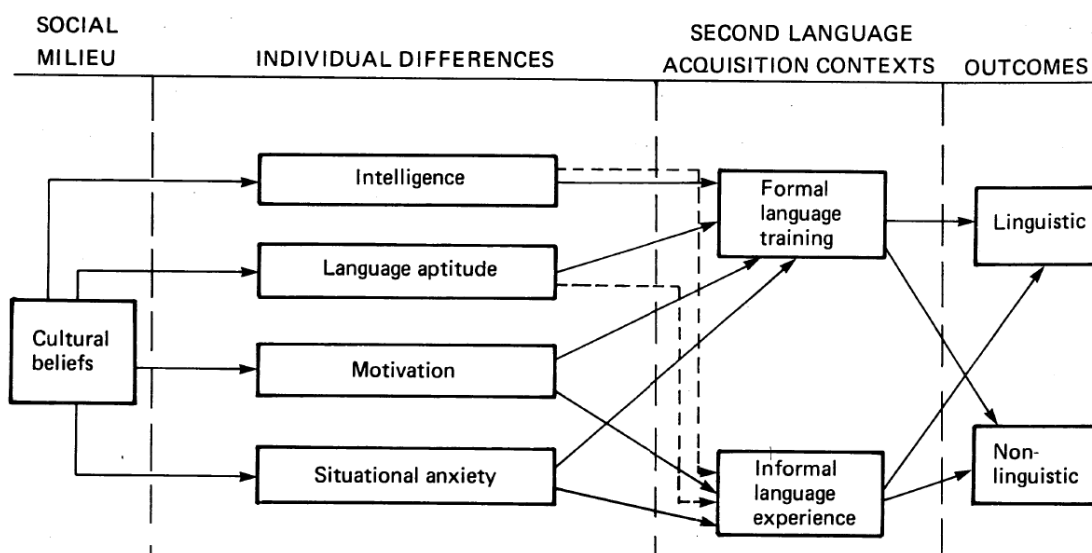 SOCIAL
MILIEU
INDIVIDUAL DIFFERENCES
SECOND LANGUAGE
ACQUISITION CONTEXTS
OUTCOMES
Intelligence
Language aptitude
Cultural
beliefs
Motivation
Situational anxiety
Formal
language
training
Informal
language
experience
Linguistic
Non-
linguistic